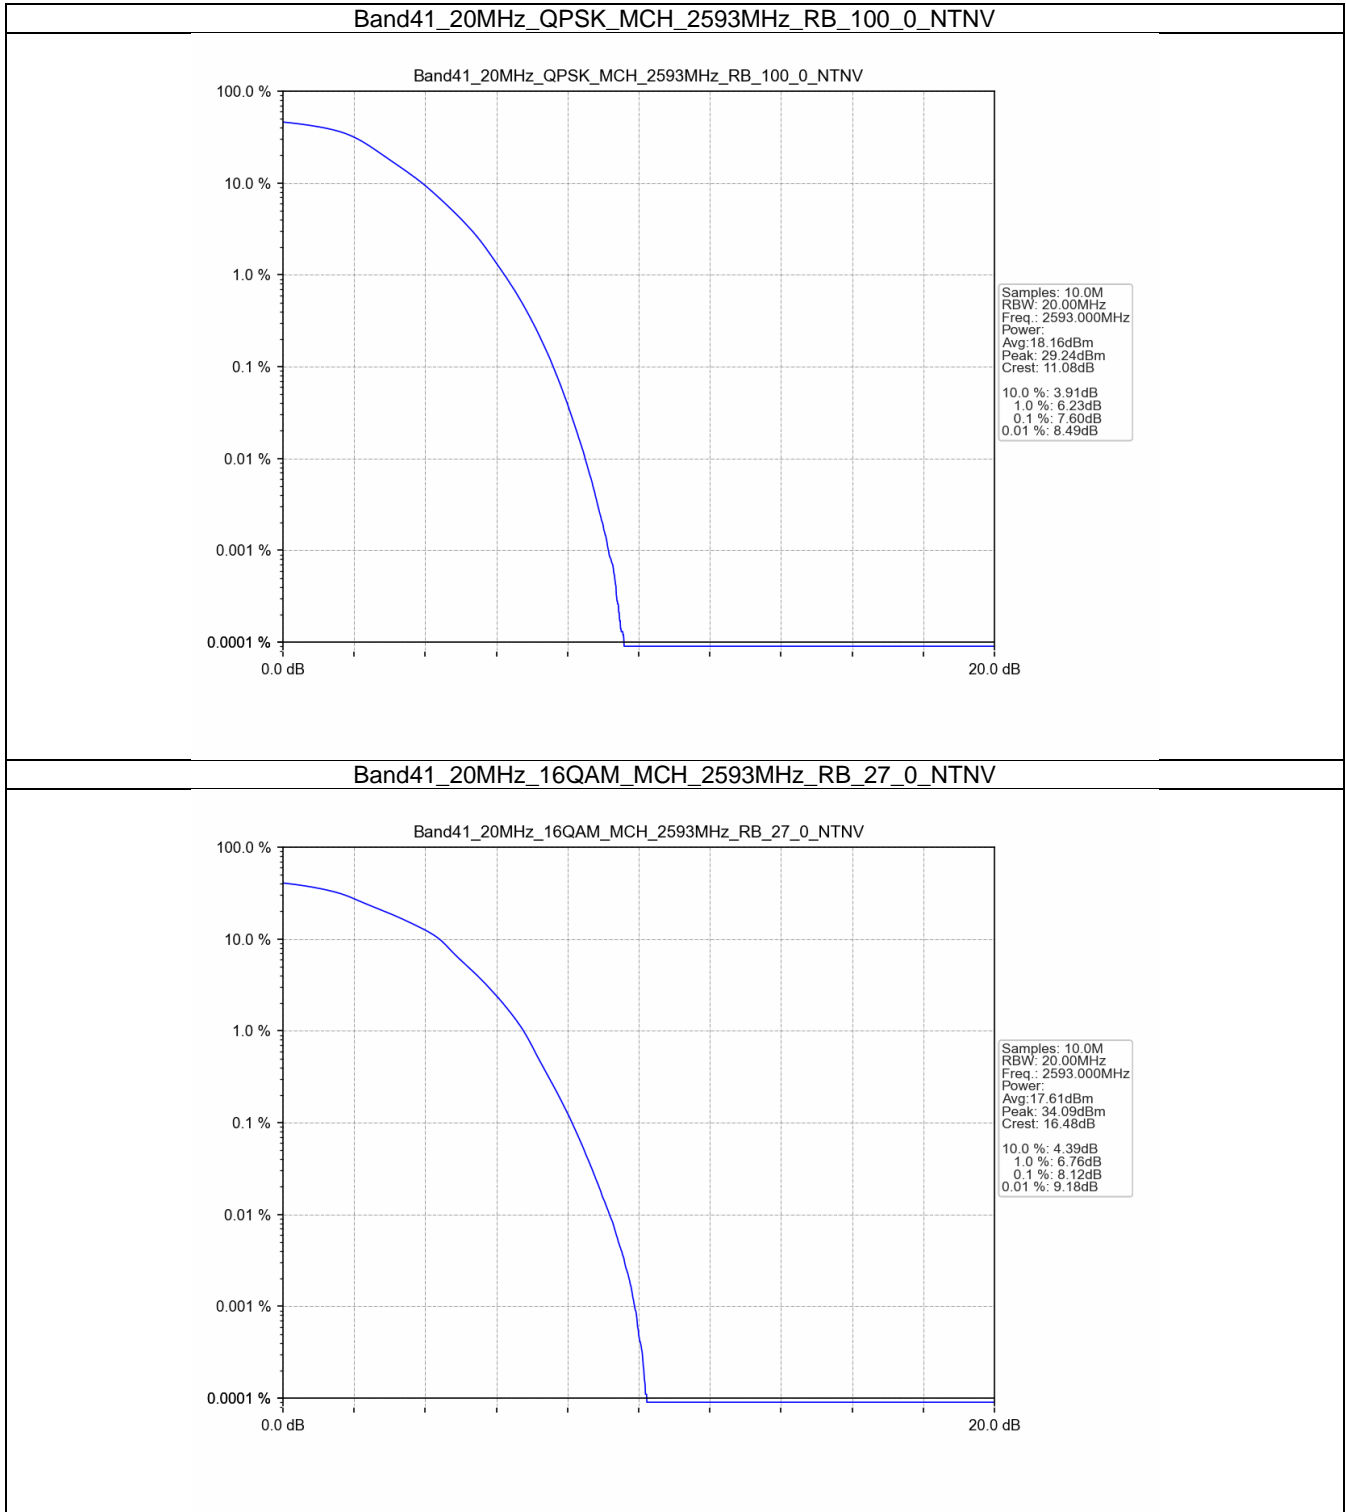 Band41_20MHz_QPSK_MCH_2593MHz_RB_100_0_NTNV
Band41_20MHz_QPSK_MCH_2593MHz_RB_100_0_NTNV
100.0 %
10.0 %
1.0 %
0.1 %
0.01 %
0.001 %
0.0001 %
0.0 dB
20.0 dB
Samples: 10.0M
RBW: 20.00MHz
Freq.: 2593.000MHz
Power:
Avg:18.16dBm
Peak: 29.24dBm
Crest: 11.08dB
10.0 %: 3.91dB
1.0 %: 6.23dB
0.1 %: 7.60dB
0.01 %: 8.49dB
Band41_20MHz_16QAM_MCH_2593MHz_RB_27_0_NTNV
Band41_20MHz_16QAM_MCH_2593MHz_RB_27_0_NTNV
100.0 %
10.0 %
1.0 %
0.1 %
0.01 %
0.001 %
0.0001 %
0.0 dB
20.0 dB
Samples: 10.0M
RBW: 20.00MHz
Freq.: 2593.000MHz
Power:
Avg:17.61dBm
Peak: 34.09dBm
Crest: 16.48dB
10.0 %: 4.39dB
1.0 %: 6.76dB
0.1 %: 8.12dB
0.01 %: 9.18dB